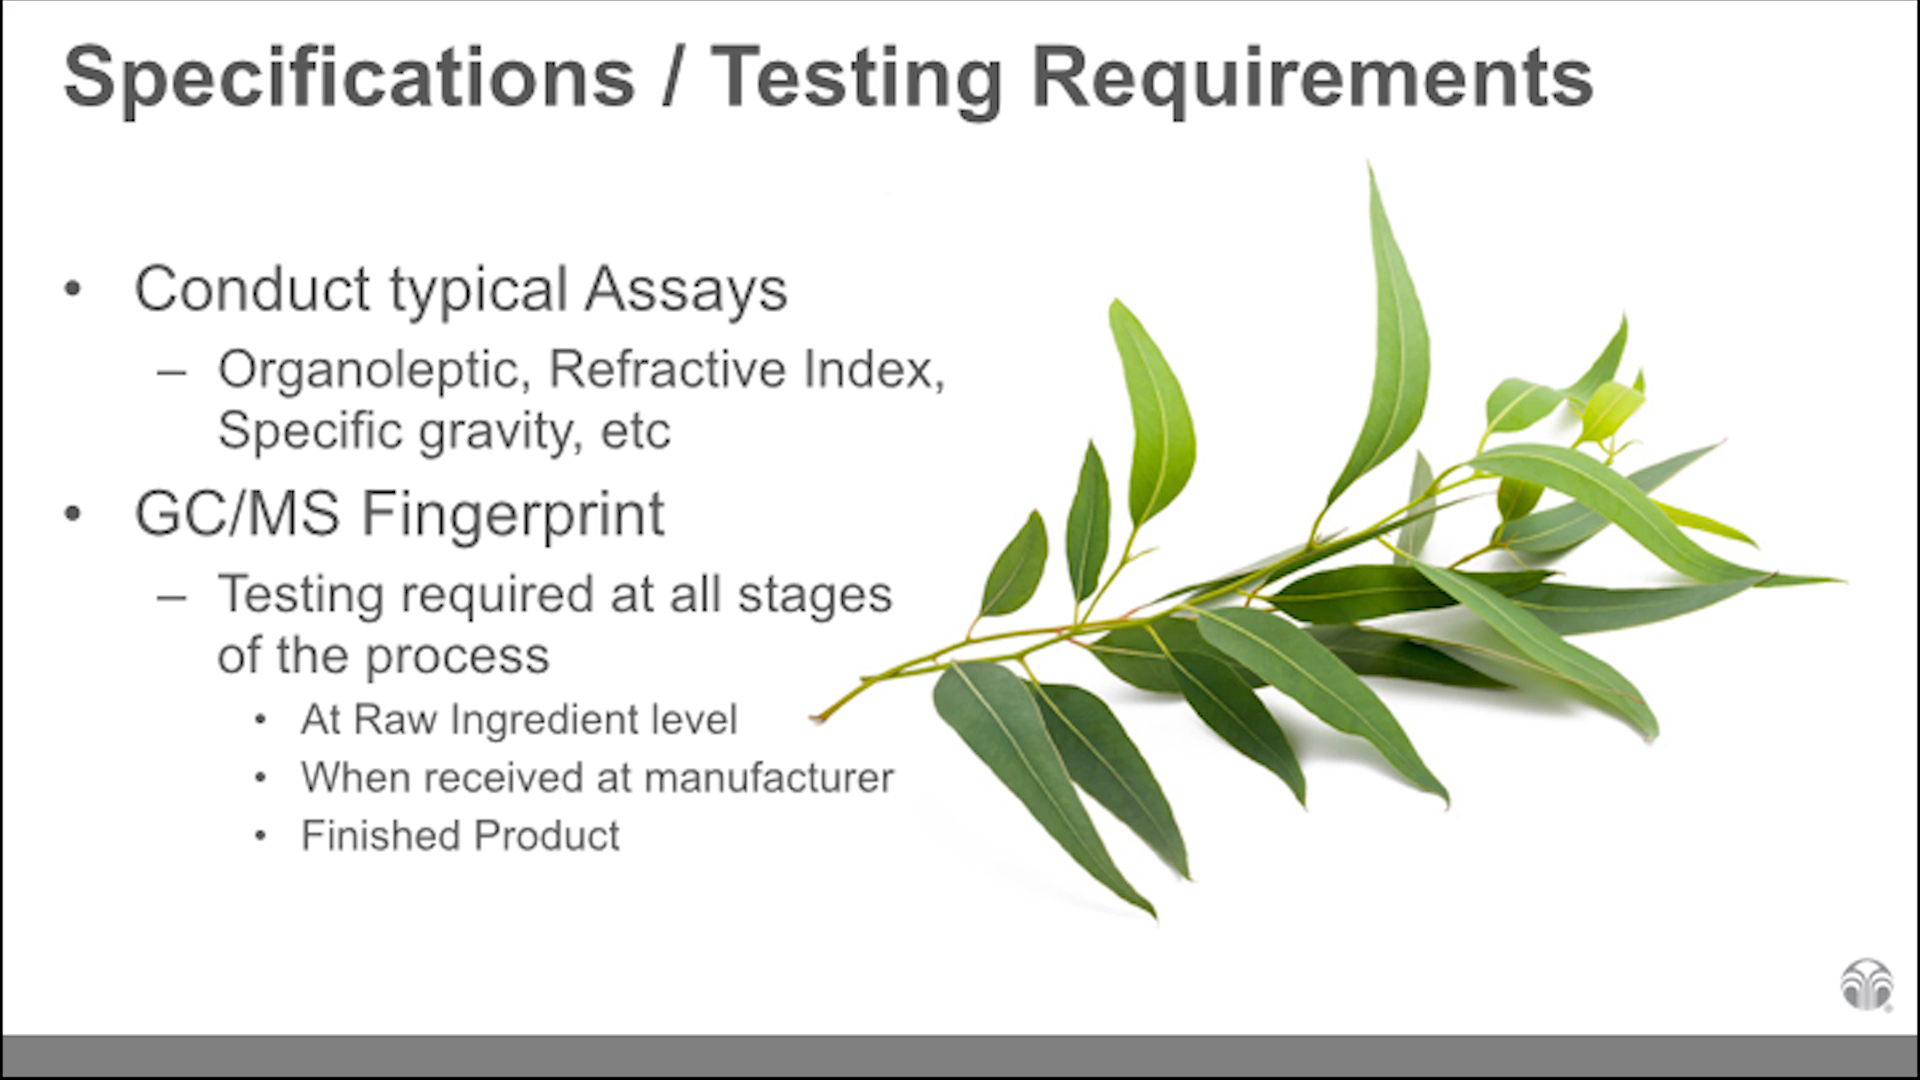 Specifications / Testing Requirements
• Conduct typical Assays
– Organoleptic, Refractive Index,
Specific gravity, etc
• GC/MS Fingerprint
– Testing required at all stages
of the process
• At Raw Ingredient level
• When received at manufacturer
• Finished Product